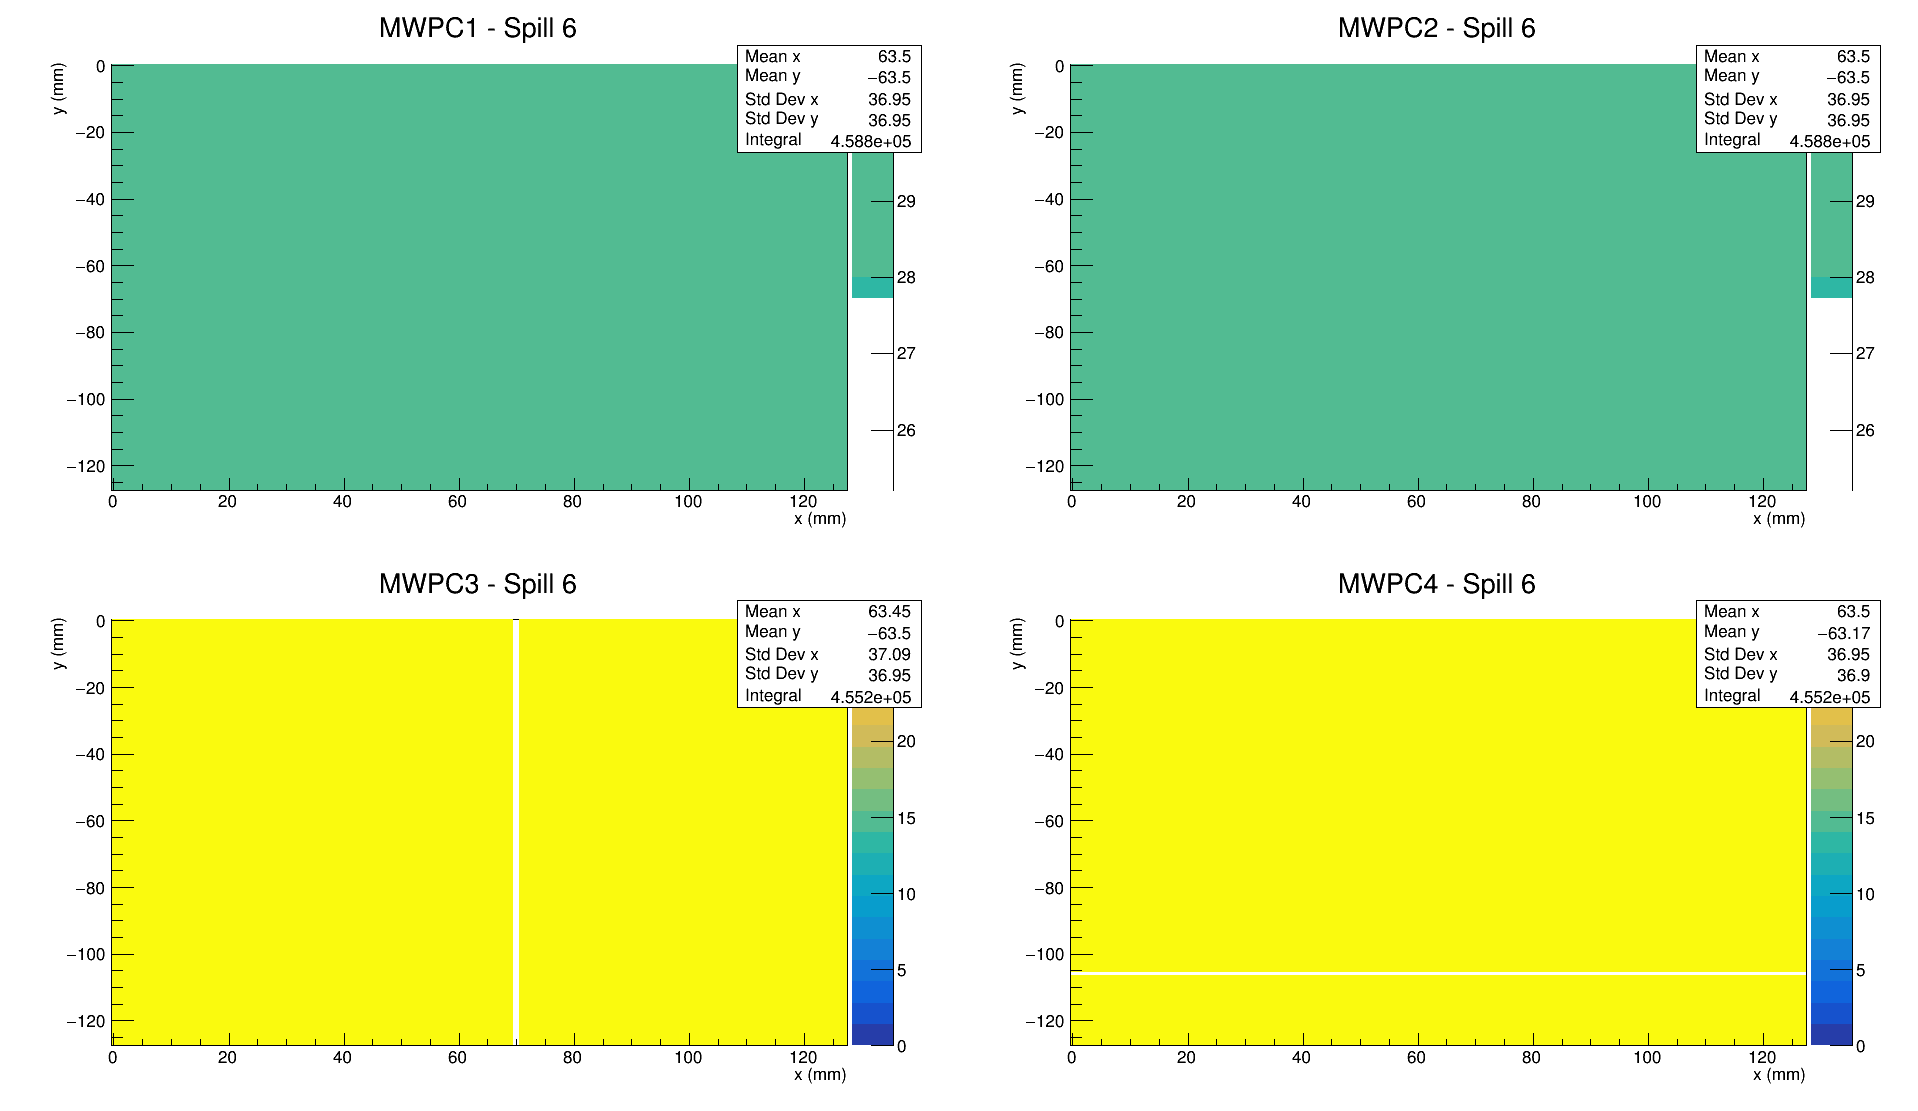 MWPC1 - Spill 6
Mean x 63.5
Mean y −63.5
Std Dev x 36.95
Std Dev y 36.95
Integral 4.588e+05
y (mm)
0
−20
−40
−60
−80
−100
−120
0 20 40 60 80 100 120
x (mm)
29
28
27
26
MWPC2 - Spill 6
Mean x 63.5
Mean y −63.5
Std Dev x 36.95
Std Dev y 36.95
Integral 4.588e+05
y (mm)
0
−20
−40
−60
−80
−100
−120
0 20 40 60 80 100 120
x (mm)
29
28
27
26
MWPC3 - Spill 6
Mean x 63.45
Mean y −63.5
Std Dev x 37.09
Std Dev y 36.95
Integral 4.552e+05
y (mm)
0
−20
−40
−60
−80
−100
−120
0 20 40 60 80 100 120
x (mm)
20
15
10
5
0
MWPC4 - Spill 6
Mean x 63.5
Mean y −63.17
Std Dev x 36.95
Std Dev y 36.9
Integral 4.552e+05
y (mm)
0
−20
−40
−60
−80
−100
−120
0 20 40 60 80 100 120
x (mm)
20
15
10
5
0